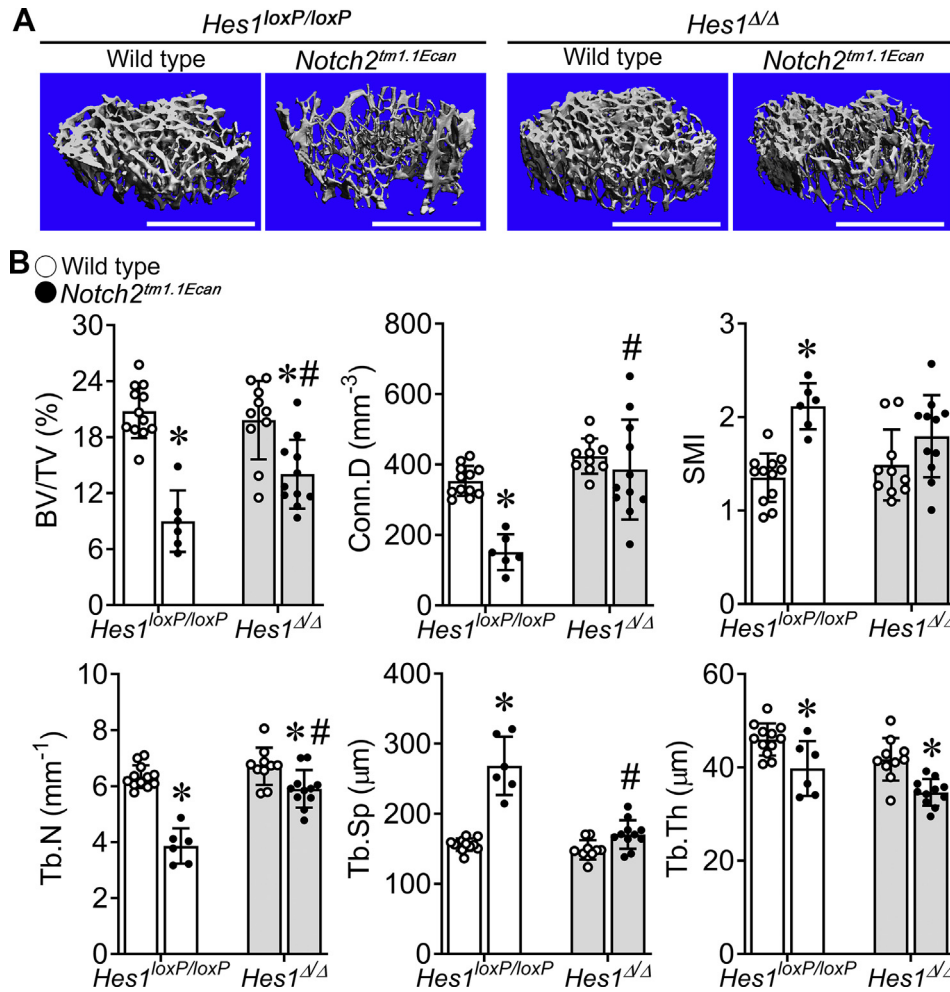 A
Hes1loxP/loxP
Hes1Δ/Δ
Wild type
Notch2tm1.1Ecan
Wild type
Notch2tm1.1Ecan
B
Wild type
Notch2tm1.1Ecan
BV/TV (%)
30
24
18
12
6
0
*
*#
Hes1loxP/loxP
Hes1Δ/Δ
Conn.D (mm-3)
800
600
400
200
0
*
#
Hes1loxP/loxP
Hes1Δ/Δ
SMI
3
2
1
0
*
Hes1loxP/loxP
Hes1Δ/Δ
Tb.N (mm-1)
10
8
6
4
2
0
*
*#
Hes1loxP/loxP
Hes1Δ/Δ
Tb.Sp (μm)
400
300
200
100
0
*
#
Hes1loxP/loxP
Hes1Δ/Δ
Tb.Th (μm)
60
40
20
0
*
*
Hes1loxP/loxP
Hes1Δ/Δ